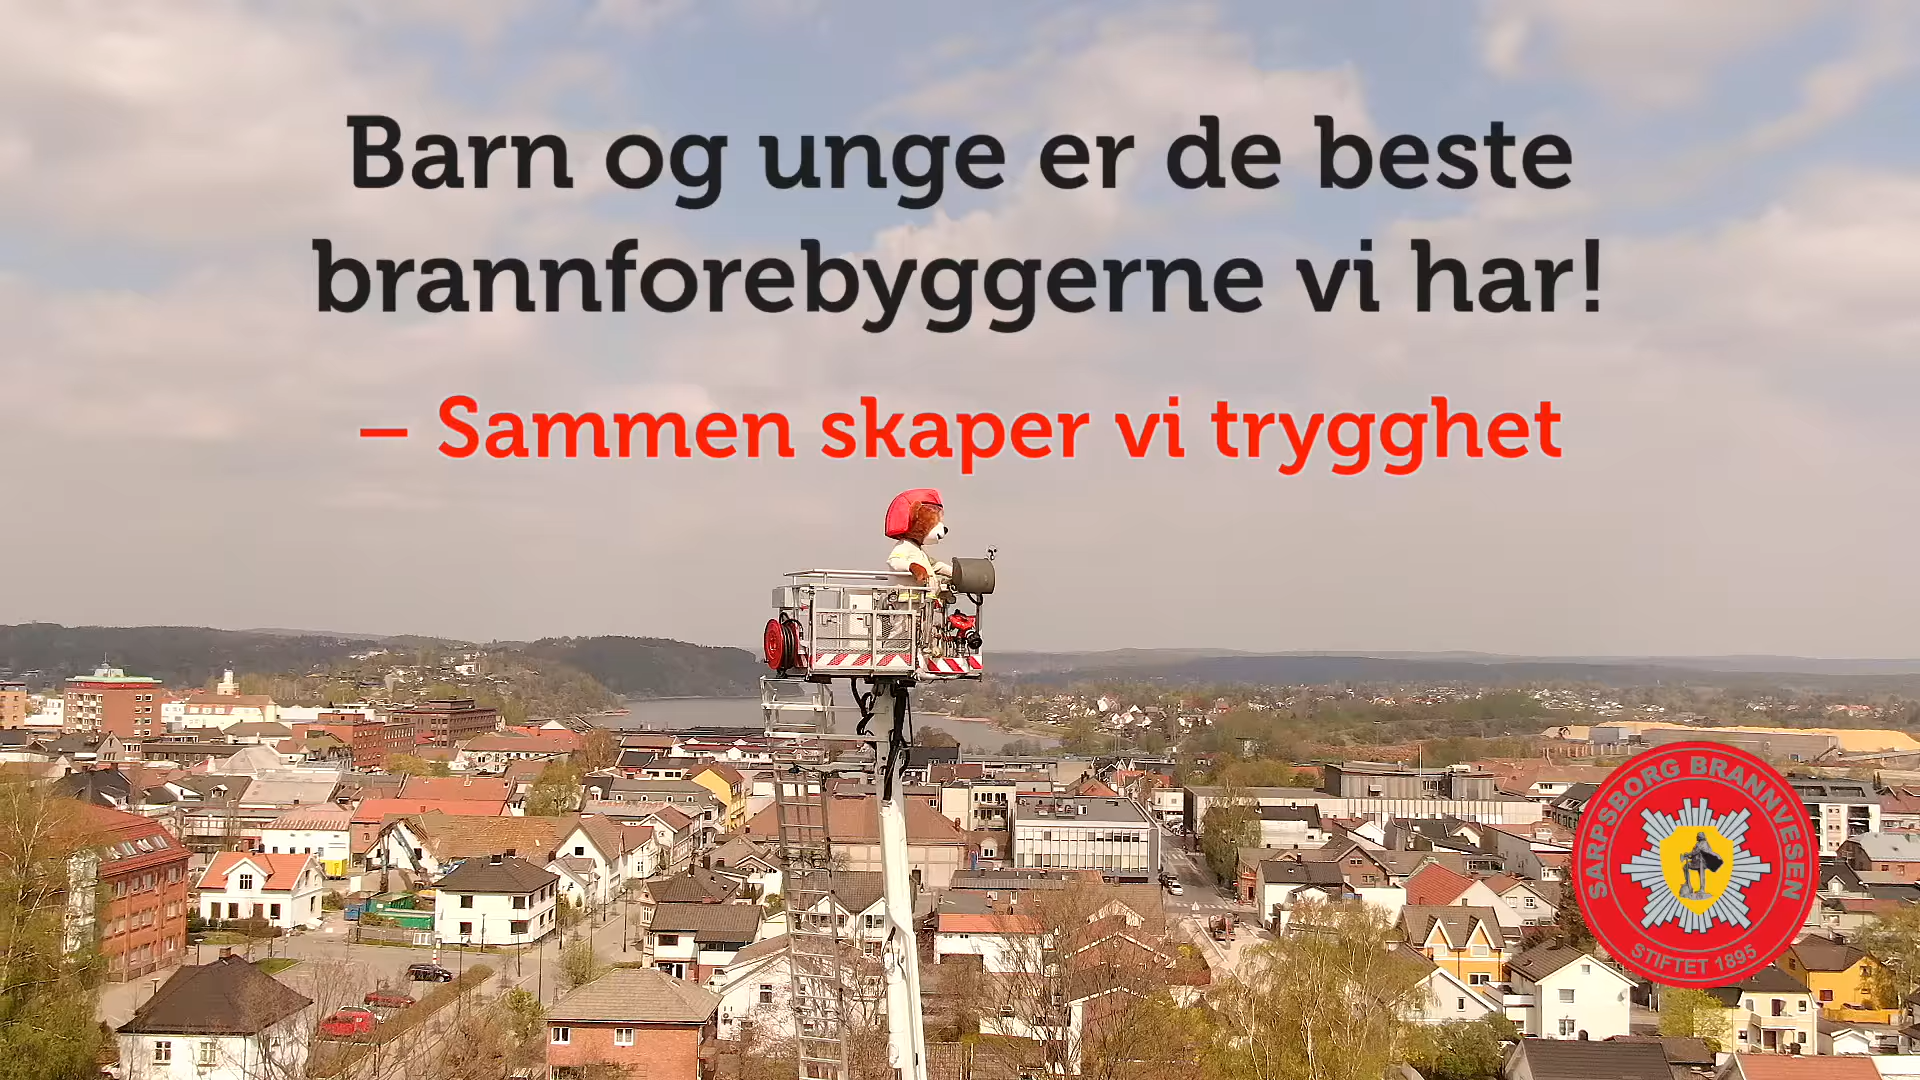 Barn og unge er de beste
brannforebyggerne vi har!
– Sammen skaper vi trygghet
SARPSBORG BRANNVESEN
STIFTET 1895